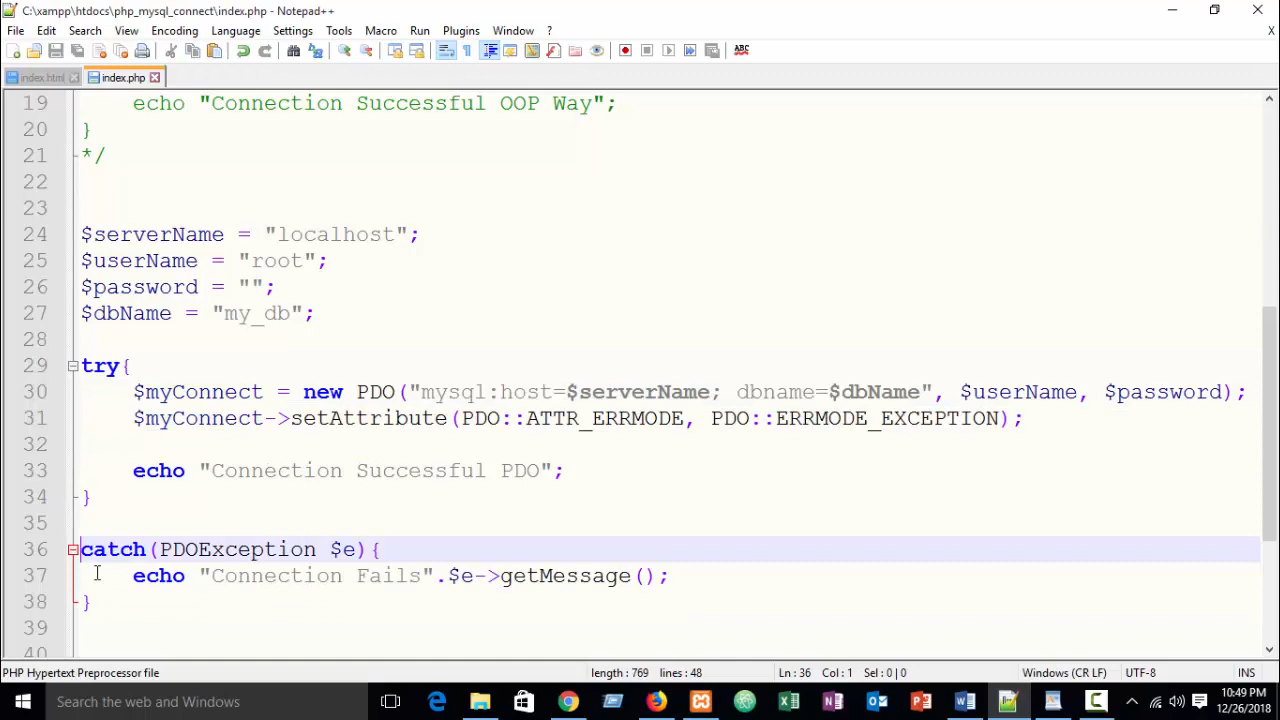 C:\xampp\htdocs\php_mysql_connect\index.php - Notepad++
File Edit Search View Encoding Language Settings Tools Macro Run Plugins Window ? X
ABC
index.html index.php
19 echo "Connection Successful OOP Way";
20 }
21 */
22
23
24 $serverName = "localhost";
25 $userName = "root";
26 $password = "";
27 $dbName = "my_db";
28
29 try{
30 $myConnect = new PDO("mysql:host=$serverName; dbname=$dbName", $userName, $password);
31 $myConnect->setAttribute(PDO::ATTR_ERRMODE, PDO::ERRMODE_EXCEPTION);
32
33 echo "Connection Successful PDO";
34 }
35
36 catch(PDOException $e){
37 echo "Connection Fails".$e->getMessage();
38 }
39
40
PHP Hypertext Preprocessor file length : 769 lines : 48 Ln : 36 Col : 1 Sel : 0 | 0 Windows (CR LF) UTF-8 INS
Search the web and Windows
10:49 PM
12/26/2018